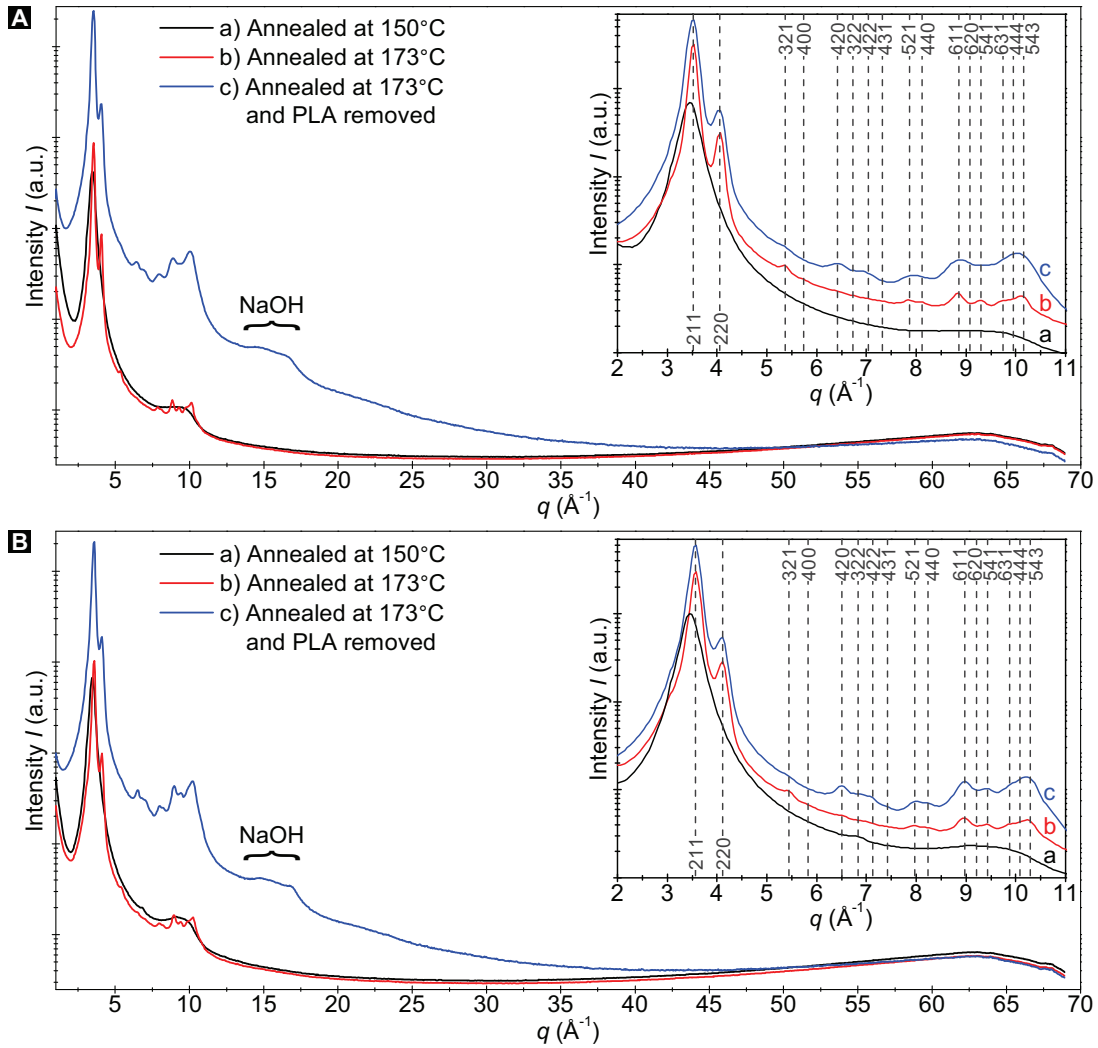 A
a) Annealed at 150°C
b) Annealed at 173°C
c) Annealed at 173°C
and PLA removed
NaOH
Intensity I (a.u.)
5 10 15 20 25 30 35 40 45 50 55 60 65 70
q (Å-1)
Intensity I (a.u.)
211
220
321
400
420
322
422
431
521
440
611
620
541
631
444
543
c
b
a
2 3 4 5 6 7 8 9 10 11
q (Å-1)
B
a) Annealed at 150°C
b) Annealed at 173°C
c) Annealed at 173°C
and PLA removed
NaOH
Intensity I (a.u.)
5 10 15 20 25 30 35 40 45 50 55 60 65 70
q (Å-1)
Intensity I (a.u.)
211
220
321
400
420
322
422
431
521
440
611
620
541
631
444
543
c
b
a
2 3 4 5 6 7 8 9 10 11
q (Å-1)